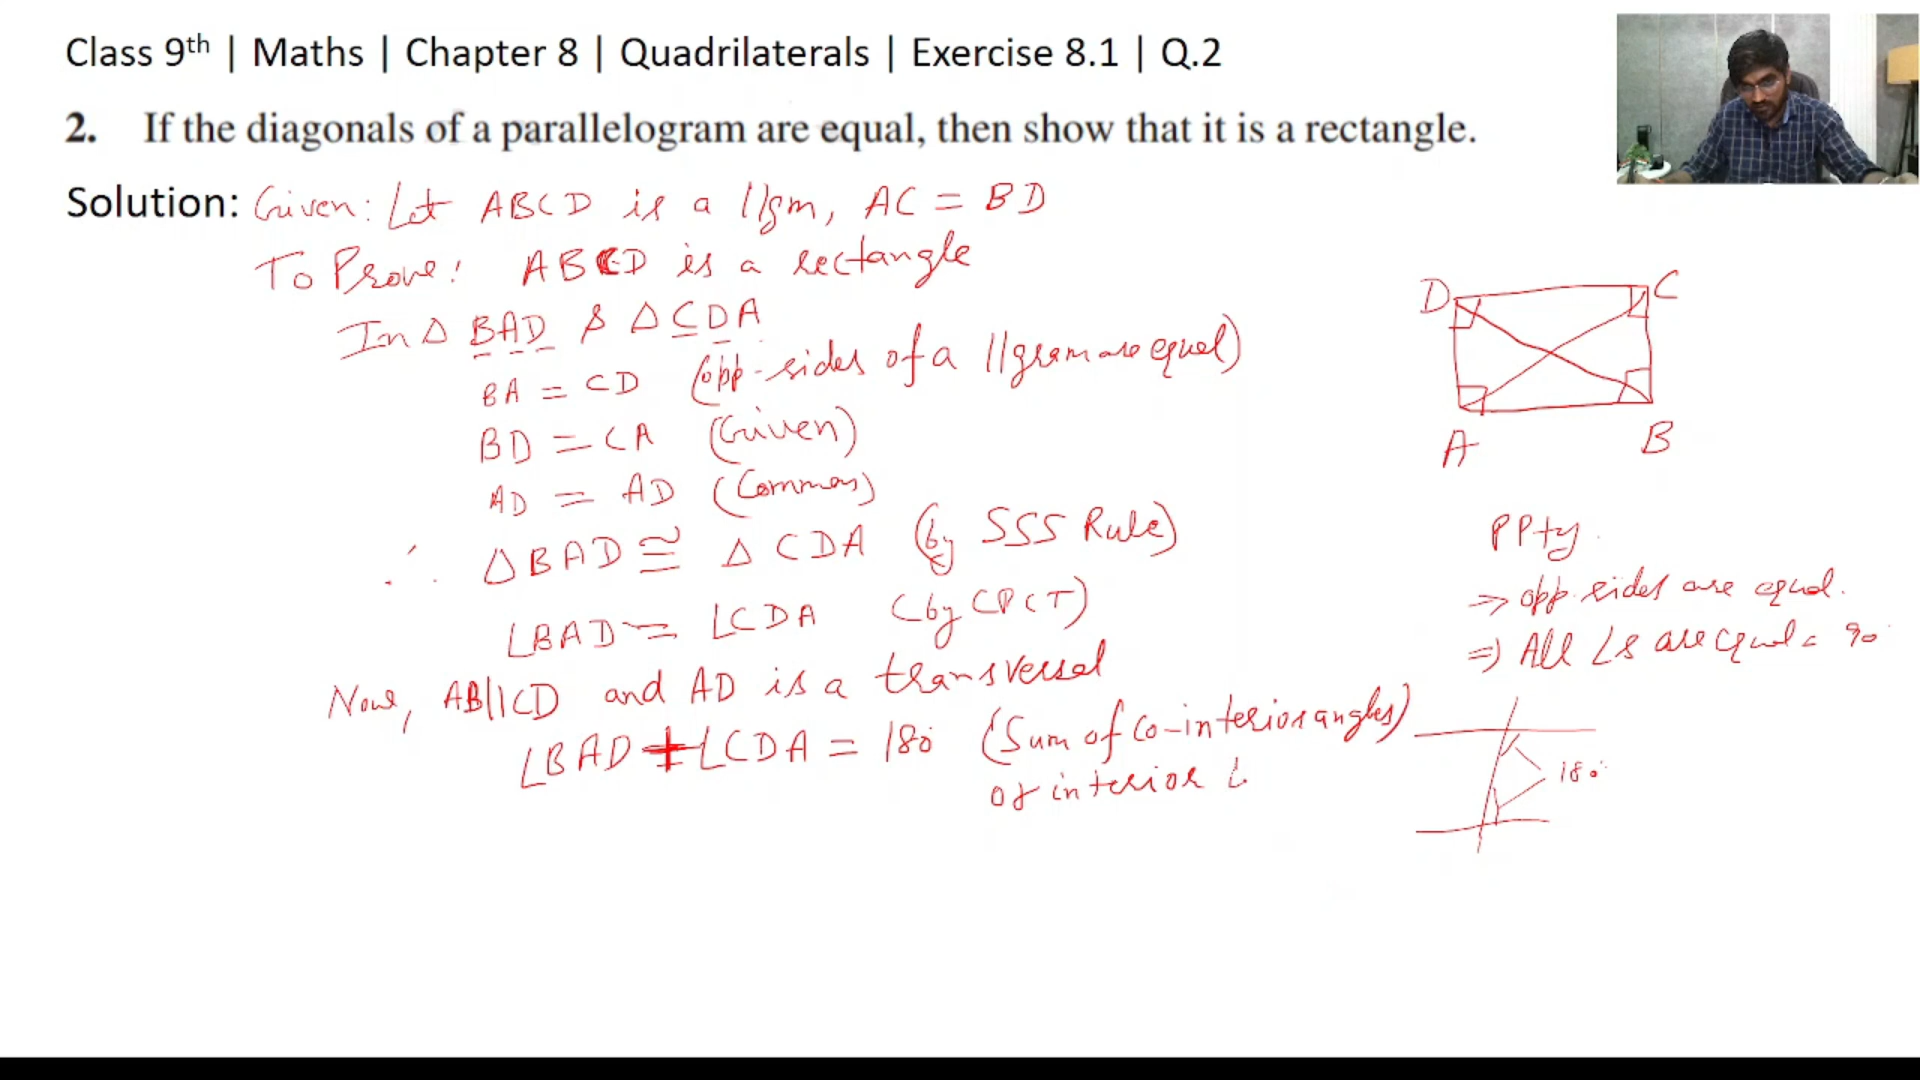 Class 9th | Maths | Chapter 8 | Quadrilaterals | Exercise 8.1 | Q.2
2. If the diagonals of a parallelogram are equal, then show that it is a rectangle.
Solution: Given: Let ABCD is a ||gm, AC = BD
To Prove: ABCD is a rectangle
In Δ BAD & Δ CDA
BA = CD (opp-sides of a ||gram are equal)
BD = CA (Given)
AD = AD (Common)
∴ Δ BAD ≅ Δ CDA (by SSS Rule)
∠BAD = ∠CDA (by CPCT)
Now, AB||CD and AD is a transversal
∠BAD + ∠CDA = 180° (Sum of co-interior angles)
or interior ∠
D C
A B
PPty.
⇒ opp. sides are equal.
⇒) All ∠s are equal = 90°
180°